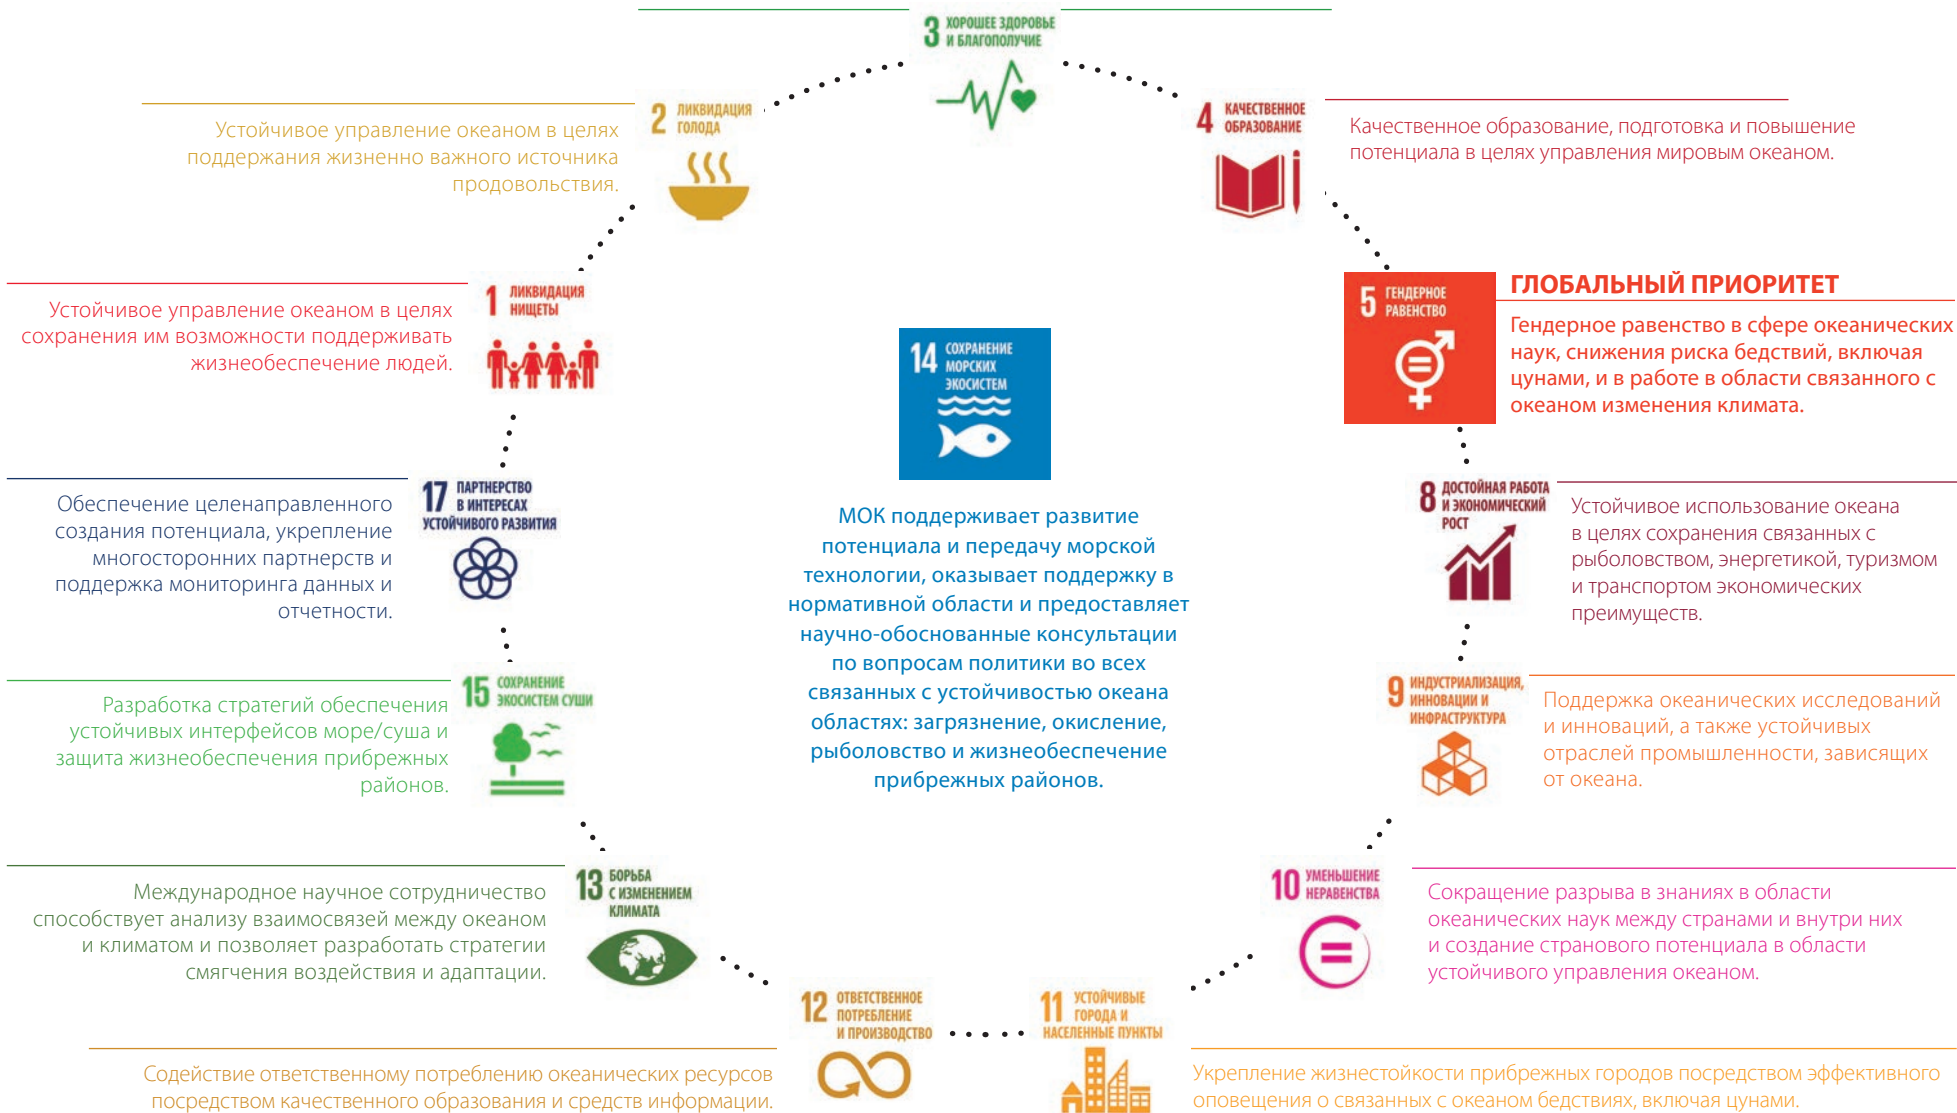 3 ХОРОШЕЕ ЗДОРОВЬЕ
И БЛАГОПОЛУЧИЕ
2 ЛИКВИДАЦИЯ
ГОЛОДА
Устойчивое управление океаном в целях
поддержания жизненно важного источника
продовольствия.
4 КАЧЕСТВЕННОЕ
ОБРАЗОВАНИЕ
Качественное образование, подготовка и повышение
потенциала в целях управления мировым океаном.
1 ЛИКВИДАЦИЯ
НИЩЕТЫ
Устойчивое управление океаном в целях
сохранения им возможности поддерживать
жизнеобеспечение людей.
5 ГЕНДЕРНОЕ
РАВЕНСТВО
ГЛОБАЛЬНЫЙ ПРИОРИТЕТ
Гендерное равенство в сфере океанических
наук, снижения риска бедствий, включая
цунами, и в работе в области связанного с
океаном изменения климата.
14 СОХРАНЕНИЕ
МОРСКИХ
ЭКОСИСТЕМ
МОК поддерживает развитие
потенциала и передачу морской
технологии, оказывает поддержку в
нормативной области и предоставляет
научно-обоснованные консультации
по вопросам политики во всех
связанных с устойчивостью океана
областях: загрязнение, окисление,
рыболовство и жизнеобеспечение
прибрежных районов.
17 ПАРТНЕРСТВО
В ИНТЕРЕСАХ
УСТОЙЧИВОГО РАЗВИТИЯ
Обеспечение целенаправленного
создания потенциала, укрепление
многосторонних партнерств и
поддержка мониторинга данных и
отчетности.
8 ДОСТОЙНАЯ РАБОТА
И ЭКОНОМИЧЕСКИЙ
РОСТ
Устойчивое использование океана
в целях сохранения связанных с
рыболовством, энергетикой, туризмом
и транспортом экономических
преимуществ.
15 СОХРАНЕНИЕ
ЭКОСИСТЕМ СУШИ
Разработка стратегий обеспечения
устойчивых интерфейсов море/суша и
защита жизнеобеспечения прибрежных
районов.
9 ИНДУСТРИАЛИЗАЦИЯ,
ИННОВАЦИИ И
ИНФРАСТРУКТУРА
Поддержка океанических исследований
и инноваций, а также устойчивых
отраслей промышленности, зависящих
от океана.
13 БОРЬБА
С ИЗМЕНЕНИЕМ
КЛИМАТА
Международное научное сотрудничество
способствует анализу взаимосвязей между океаном
и климатом и позволяет разработать стратегии
смягчения воздействия и адаптации.
10 УМЕНЬШЕНИЕ
НЕРАВЕНСТВА
Сокращение разрыва в знаниях в области
океанических наук между странами и внутри них
и создание странового потенциала в области
устойчивого управления океаном.
12 ОТВЕТСТВЕННОЕ
ПОТРЕБЛЕНИЕ
И ПРОИЗВОДСТВО
Содействие ответственному потреблению океанических ресурсов
посредством качественного образования и средств информации.
11 УСТОЙЧИВЫЕ
ГОРОДА И
НАСЕЛЕННЫЕ ПУНКТЫ
Укрепление жизнестойкости прибрежных городов посредством эффективного
оповещения о связанных с океаном бедствиях, включая цунами.